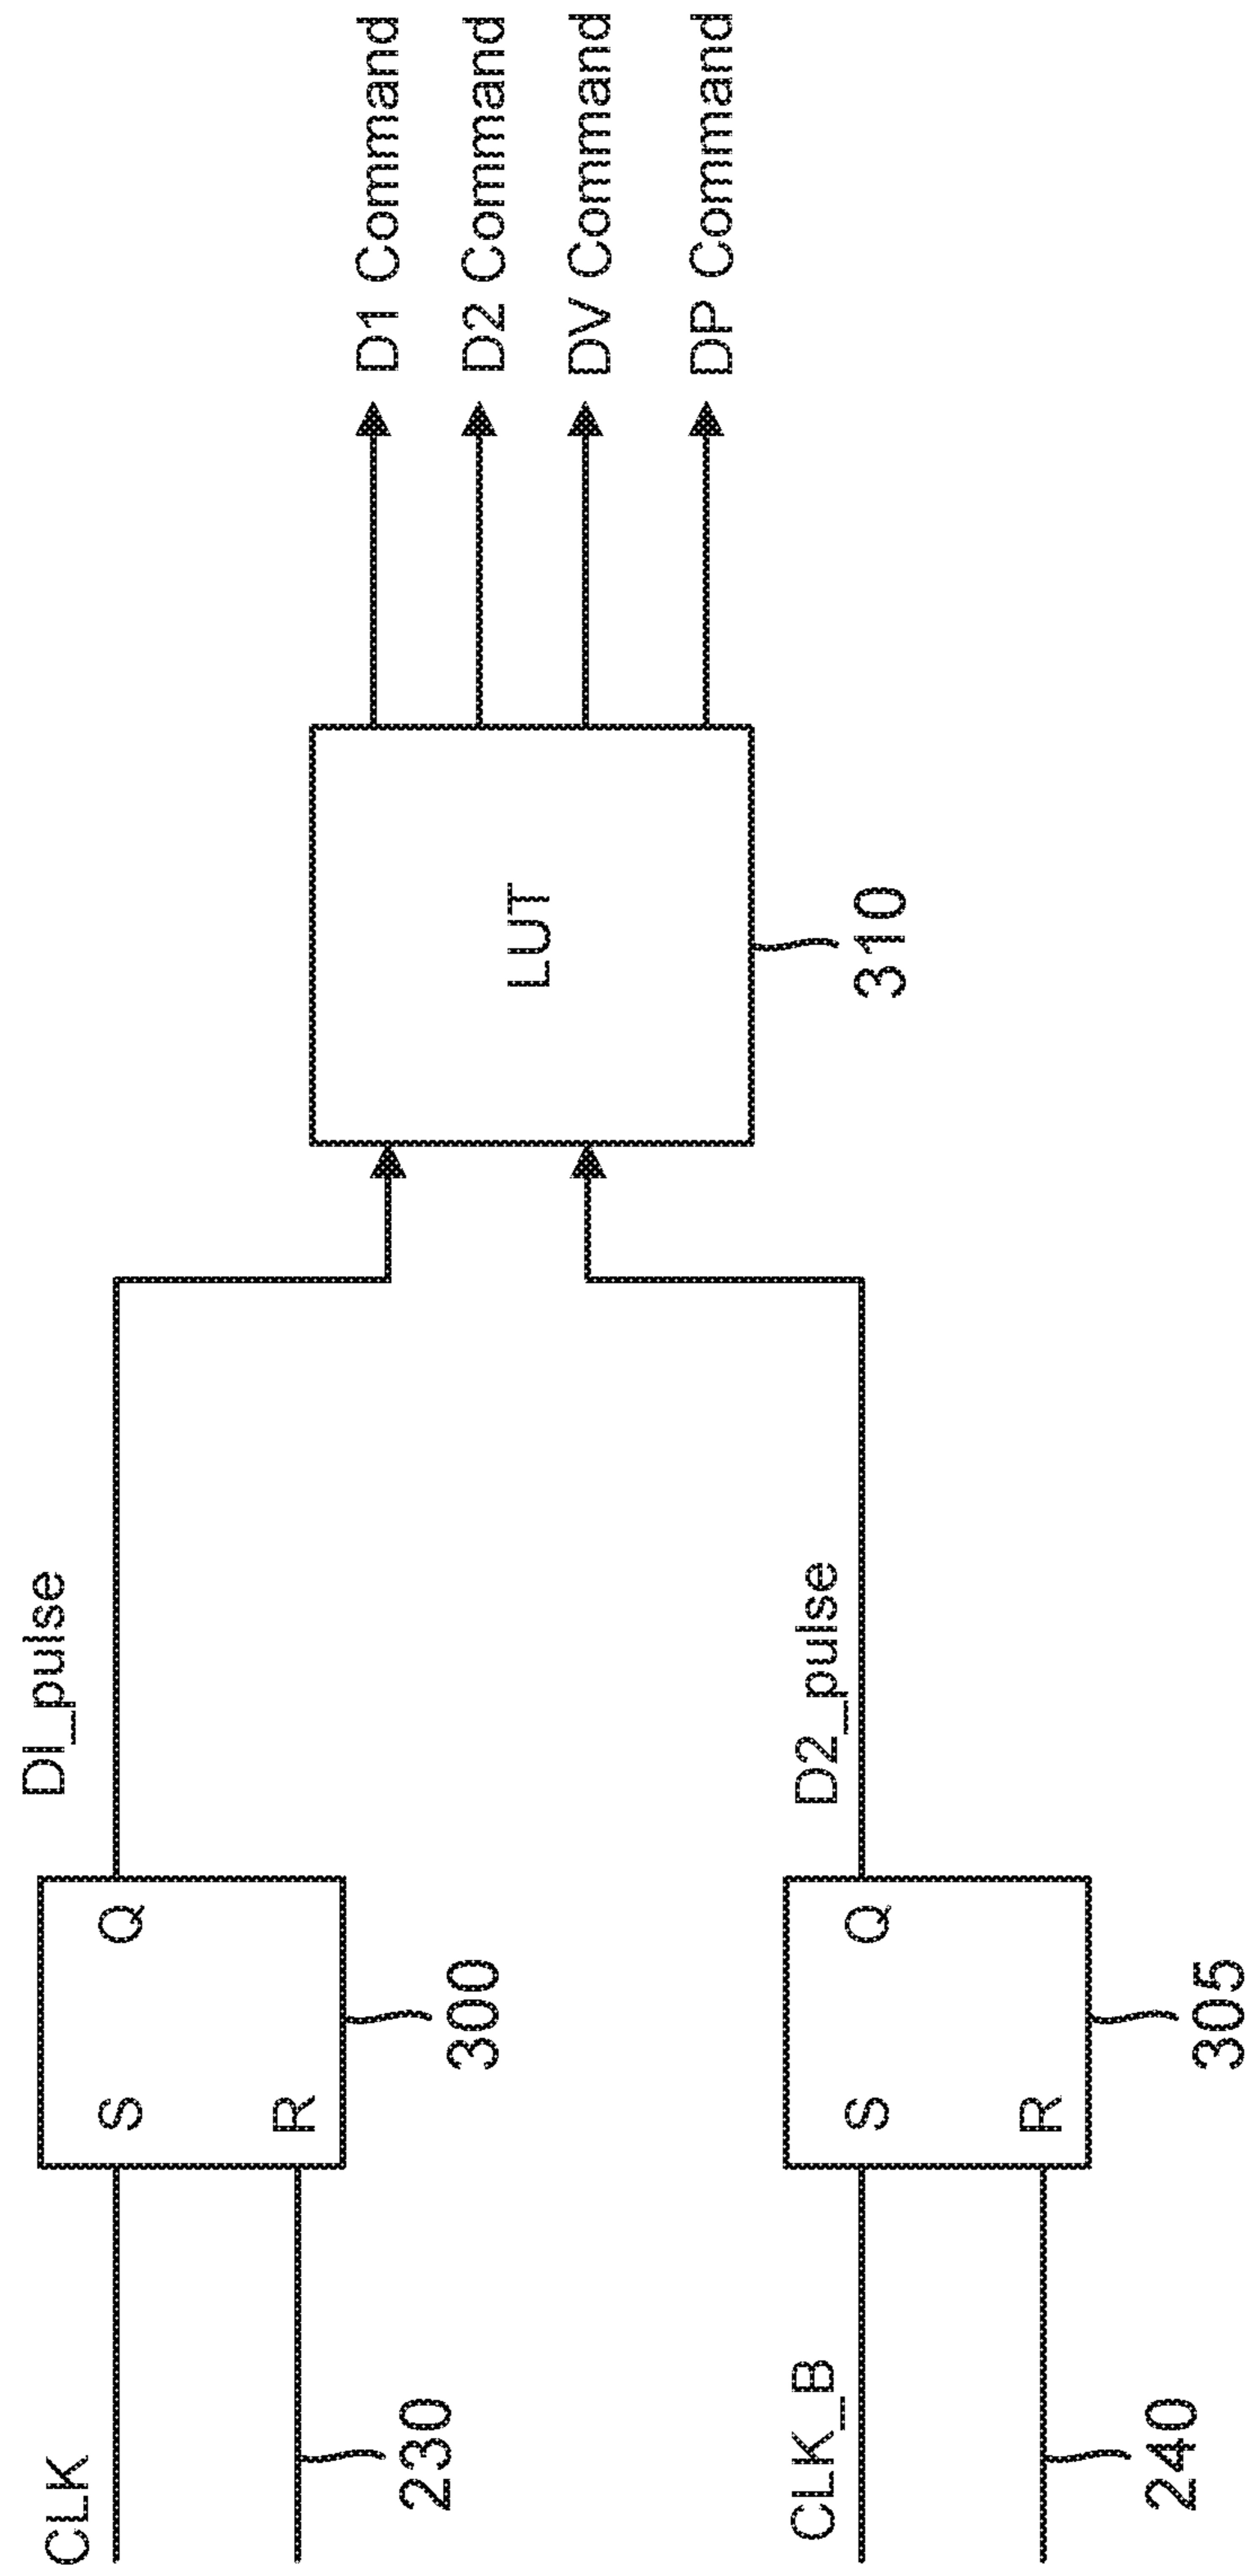 CLK
230
S
R
Q
300
DI_pulse
CLK_B
240
S
R
Q
305
D2_pulse
LUT
310
D1 Command
D2 Command
DV Command
DP Command